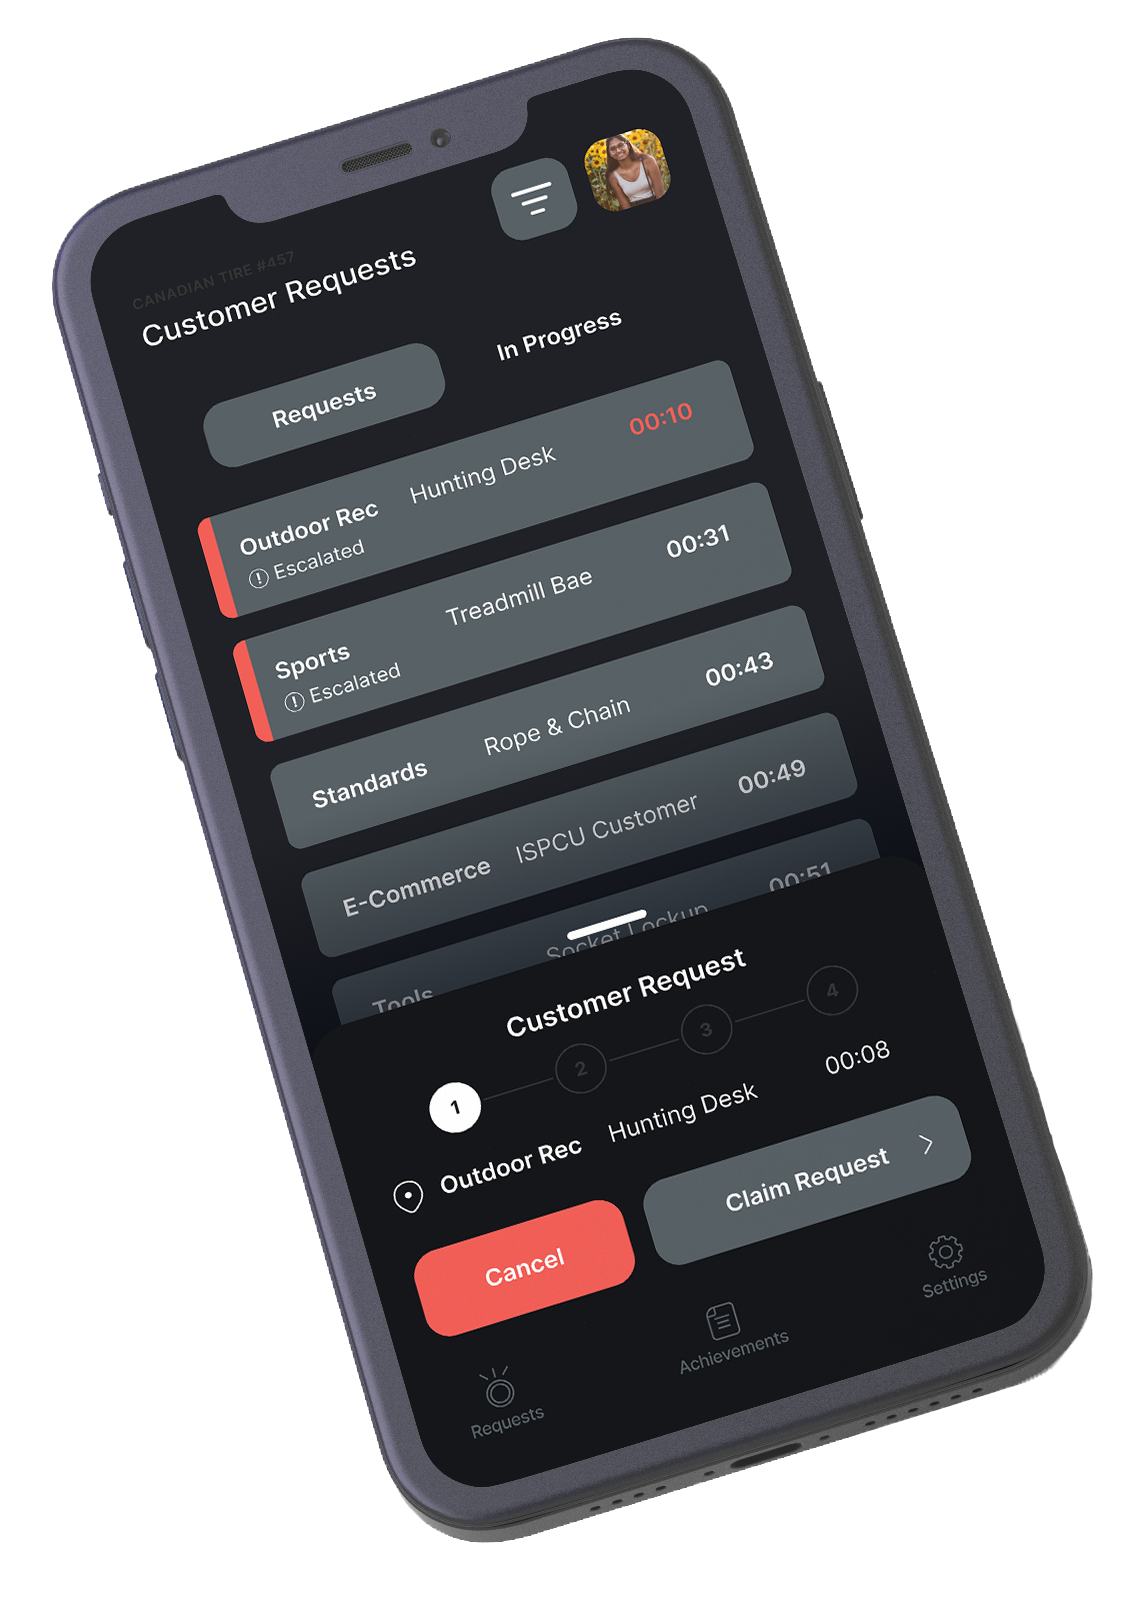 CANADIAN TIRE #457
Customer Requests
Requests
In Progress
Outdoor Rec
Hunting Desk
00:10
Escalated
Sports
Treadmill Bae
00:31
Escalated
Standards
Rope & Chain
00:43
E-Commerce
ISPCU Customer
00:49
Tools
Socket Lockup
00:51
Customer Request
1
2
3
4
Outdoor Rec
Hunting Desk
00:08
Cancel
Claim Request
Requests
Achievements
Settings